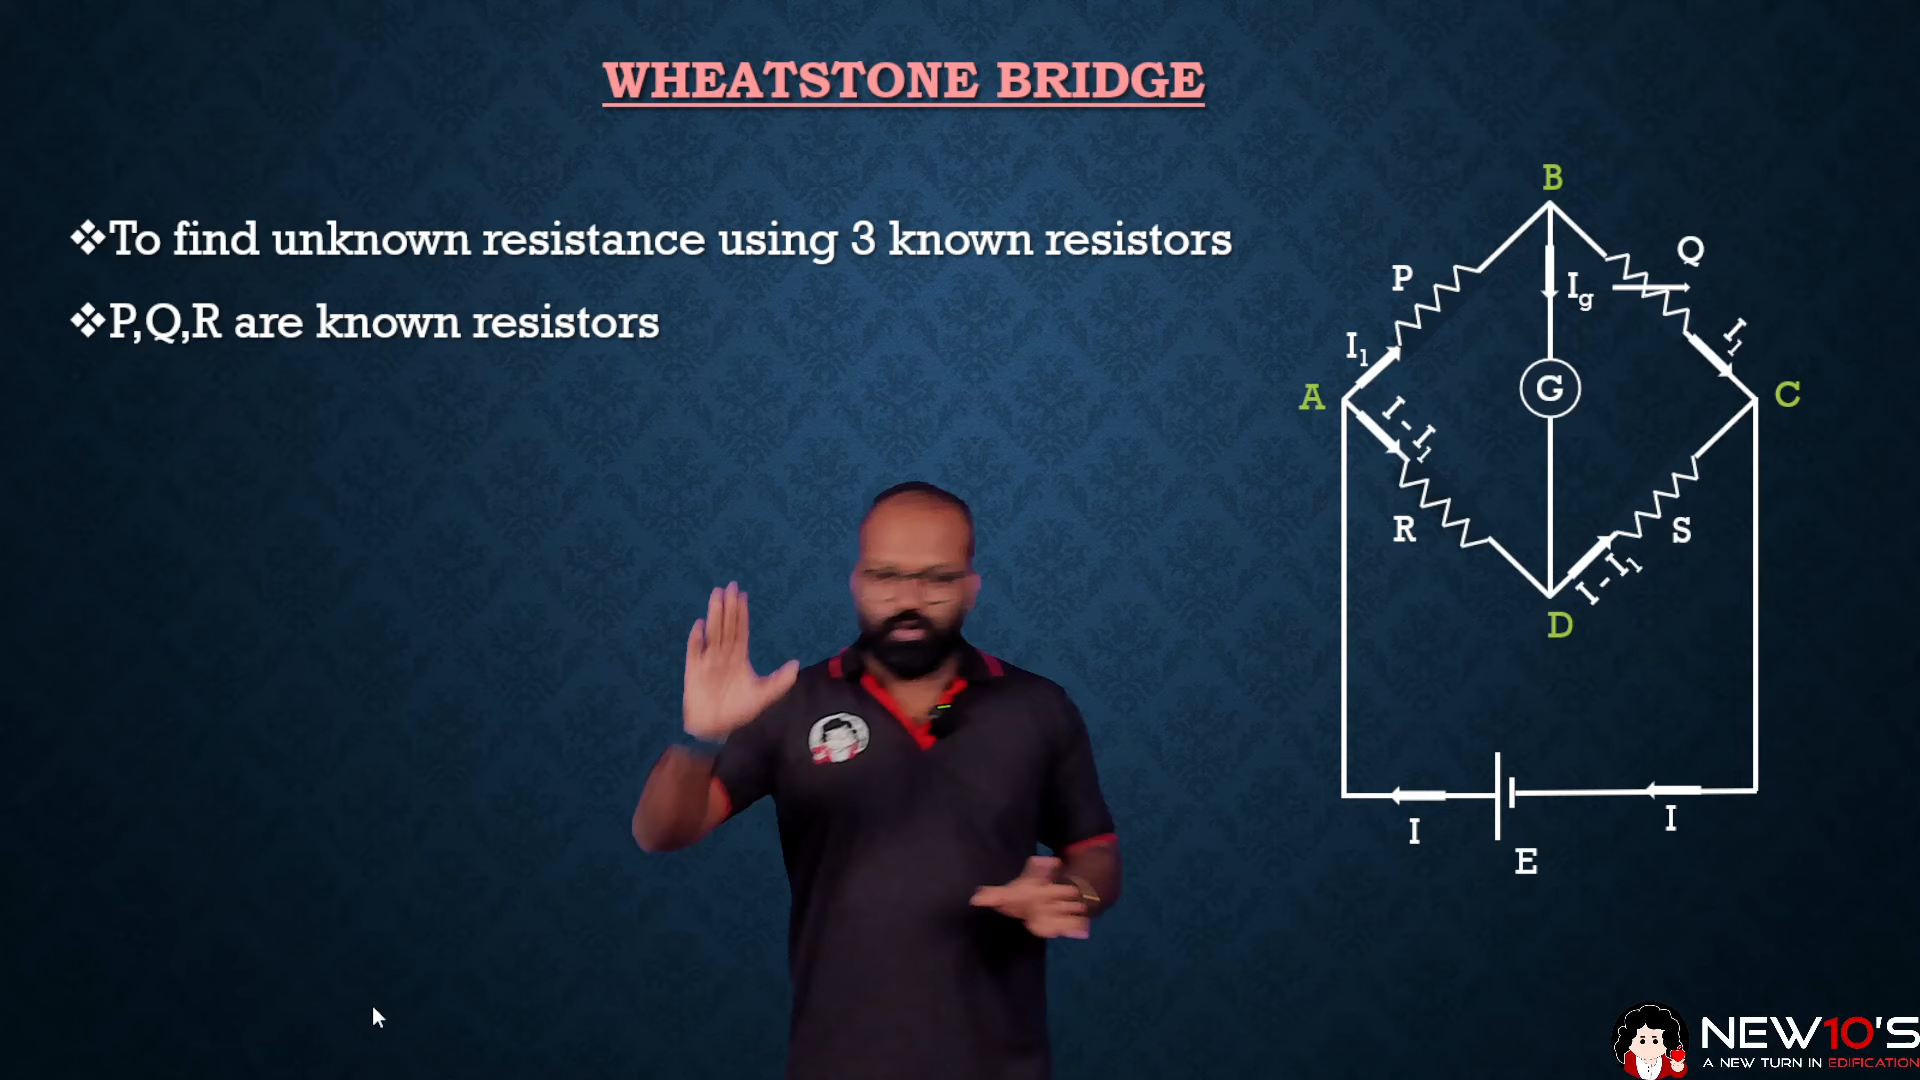 WHEATSTONE BRIDGE
❖To find unknown resistance using 3 known resistors
❖P,Q,R are known resistors
B
Q
P
Ig
I1
I1
A
G
C
I - I1
R
S
I - I1
D
I
I
E
NEW10'S
A NEW TURN IN EDIFICATION